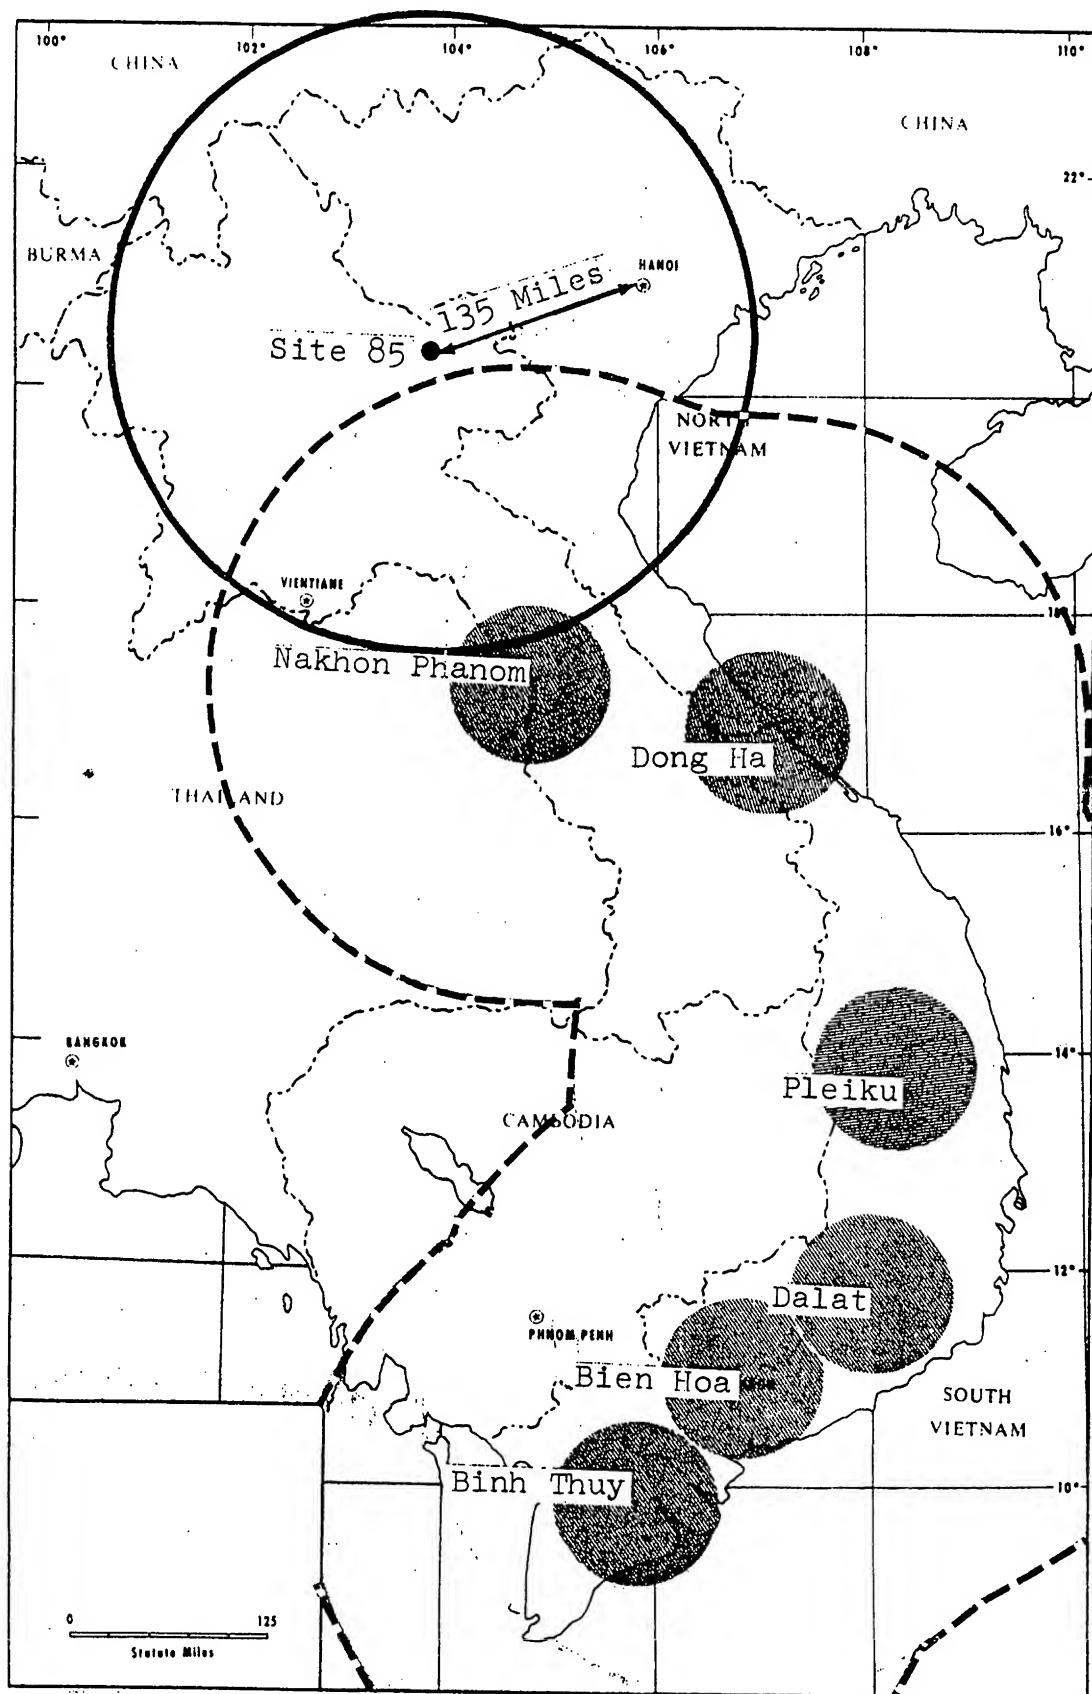 100° 102° 104° 106° 108° 110°
CHINA
CHINA
22°
BURMA
HANOI
135 Miles
Site 85
NORTH
VIETNAM
VIENTIANE
18°
Nakhon Phanom
Dong Ha
THAILAND
16°
BANGKOK
14°
Pleiku
CAMBODIA
12°
Dalat
PHNOM PENH
Bien Hoa
SOUTH
VIETNAM
Binh Thuy
10°
0 125
Statute Miles